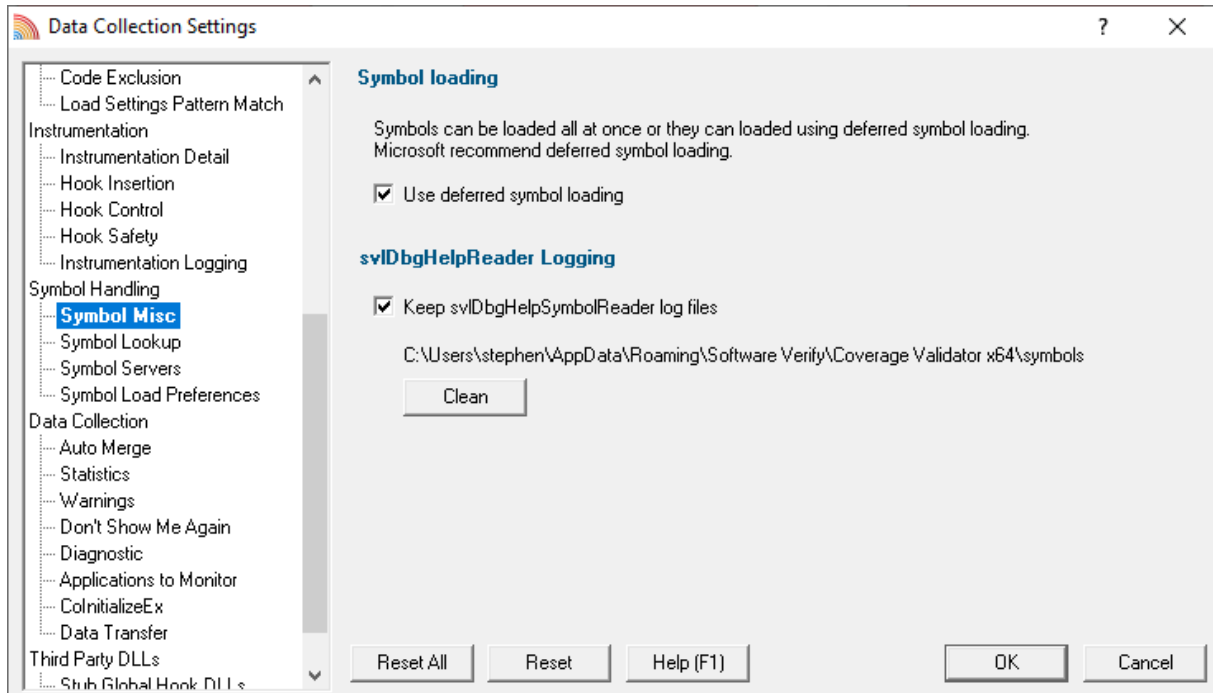 Data Collection Settings
?
Code Exclusion
Load Settings Pattern Match
Instrumentation
Instrumentation Detail
Hook Insertion
Hook Control
Hook Safety
Instrumentation Logging
Symbol Handling
Symbol Misc
Symbol Lookup
Symbol Servers
Symbol Load Preferences
Data Collection
Auto Merge
Statistics
Warnings
Don't Show Me Again
Diagnostic
Applications to Monitor
CoInitializeEx
Data Transfer
Third Party DLLs
Stub Global Hook DLLs
Symbol loading
Symbols can be loaded all at once or they can loaded using deferred symbol loading.
Microsoft recommend deferred symbol loading.
Use deferred symbol loading
svlDbgHelpReader Logging
Keep svlDbgHelpSymbolReader log files
C:\Users\stephen\AppData\Roaming\Software Verify\Coverage Validator x64\symbols
Clean
Reset All
Reset
Help (F1)
OK
Cancel